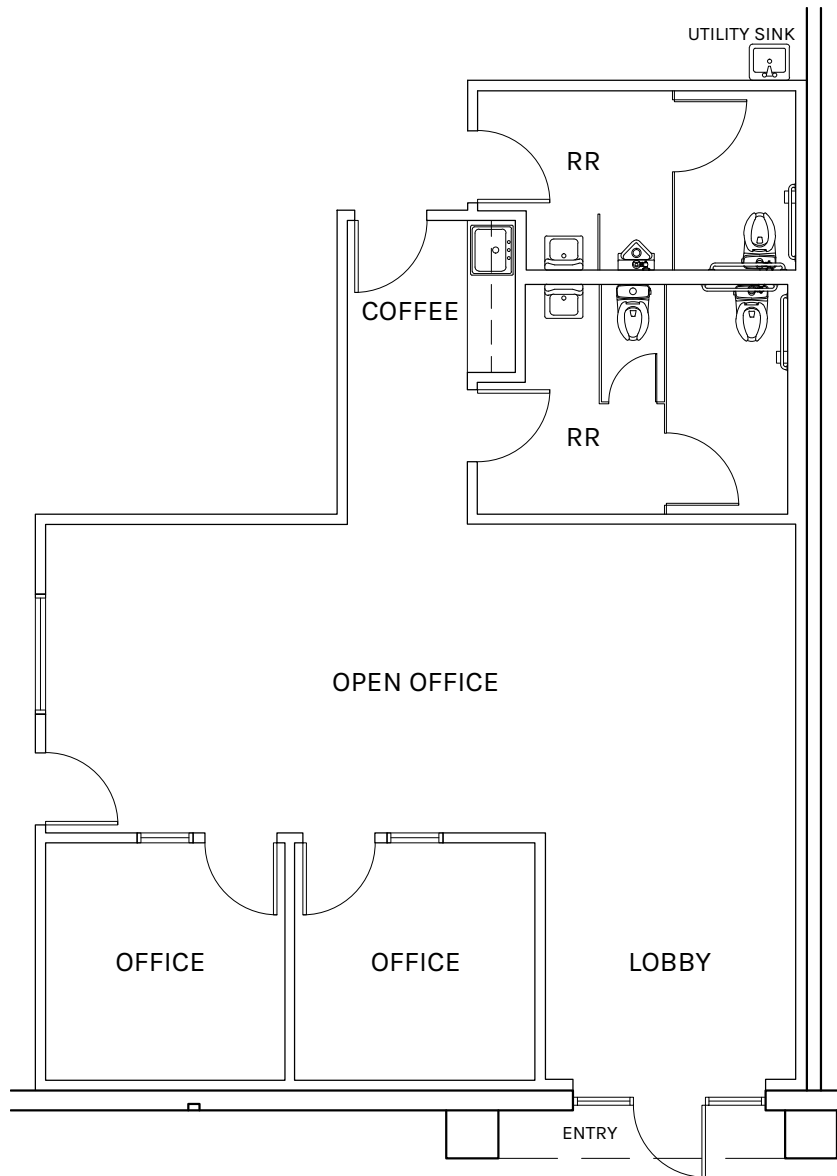 UTILITY SINK
RR
COFFEE
RR
OPEN OFFICE
OFFICE
OFFICE
LOBBY
ENTRY